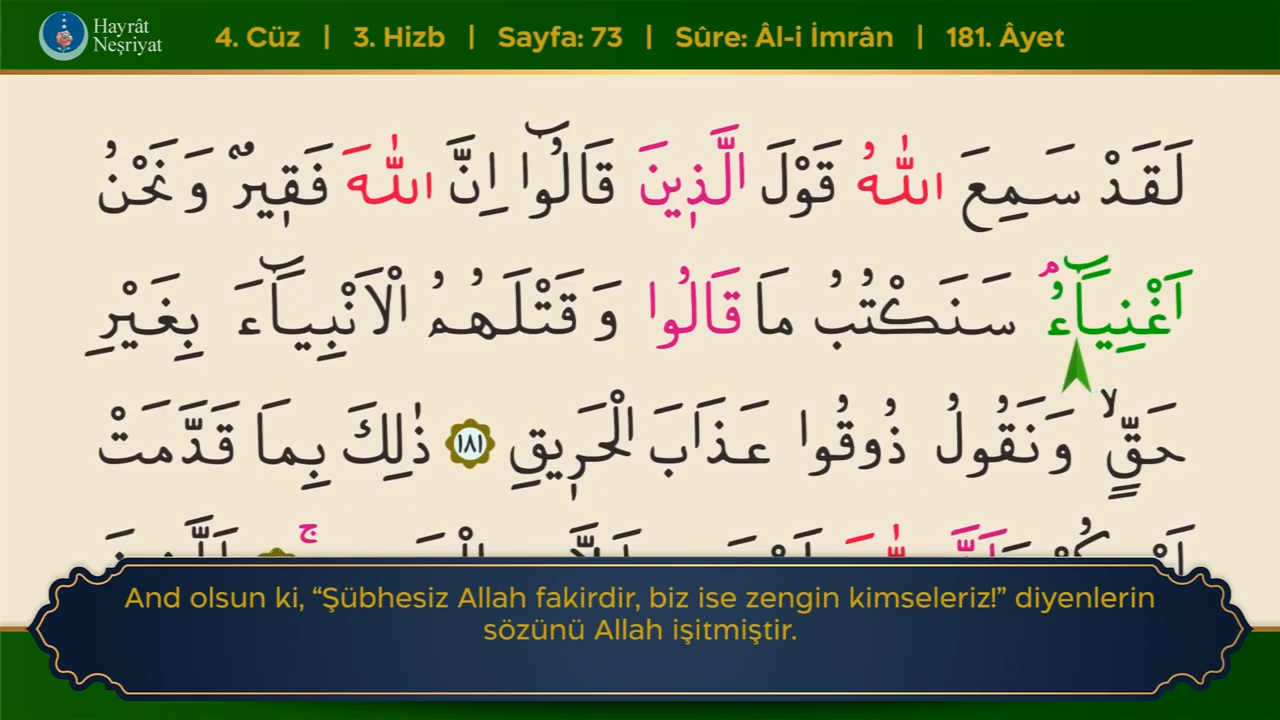 Hayrât
Neşriyat
4. Cüz | 3. Hizb | Sayfa: 73 | Sûre: Âl-i İmrân | 181. Âyet
لَقَدْ سَمِعَ اللّٰهُ قَوْلَ الَّذ۪ينَ قَالُٓوا اِنَّ اللّٰهَ فَق۪يرٌ وَنَحْنُ
اَغْنِيَٓاءُۢ سَنَكْتُبُ مَا قَالُوا وَقَتْلَهُمُ الْاَنْبِيَٓاءَ بِغَيْرِ
حَقٍّۙ وَنَقُولُ ذُوقُوا عَذَابَ الْحَر۪يقِ ﴿١٨١﴾ ذٰلِكَ بِمَا قَدَّمَتْ
And olsun ki, “Şübhesiz Allah fakirdir, biz ise zengin kimseleriz!” diyenlerin
sözünü Allah işitmiştir.